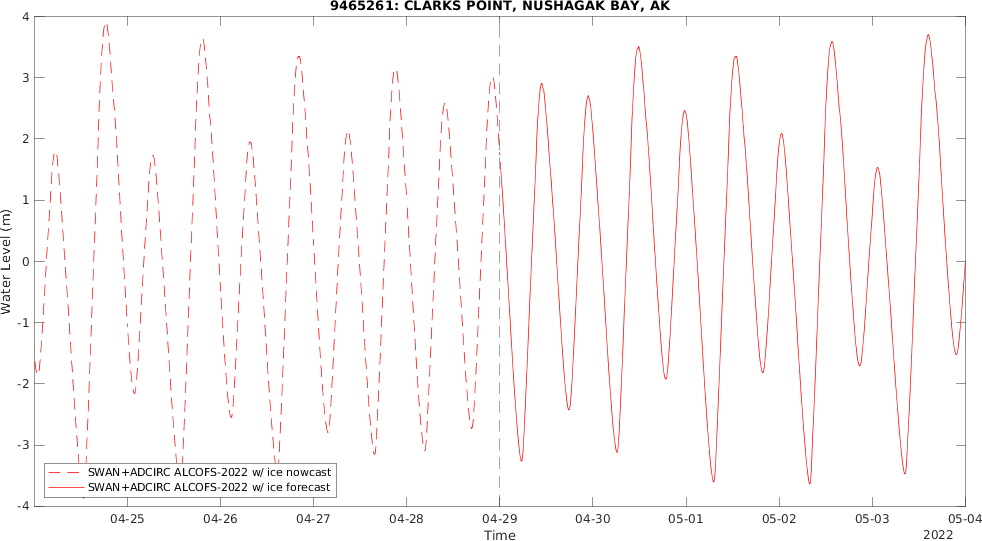 9465261: CLARKS POINT, NUSHAGAK BAY, AK
4
3
2
1
0
-1
-2
-3
-4
Water Level (m)
SWAN+ADCIRC ALCOFS-2022 w/ ice nowcast
SWAN+ADCIRC ALCOFS-2022 w/ ice forecast
04-25 04-26 04-27 04-28 04-29 04-30 05-01 05-02 05-03 05-04
Time
2022